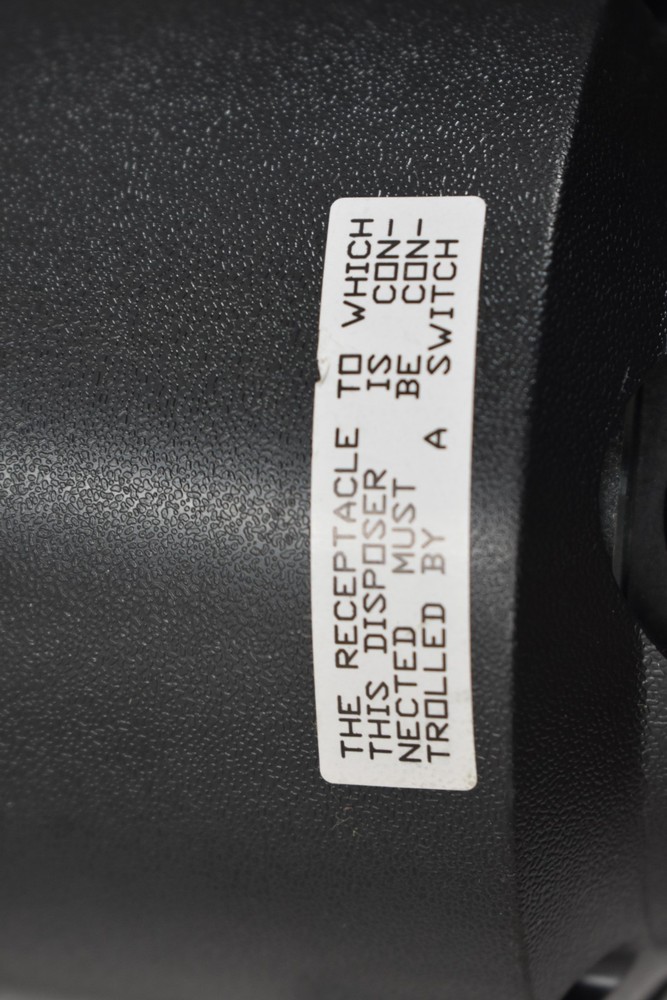 THE RECEPTACLE TO WHICH
THIS DISPOSER IS CON-
NECTED MUST BE CON-
TROLLED BY A SWITCH